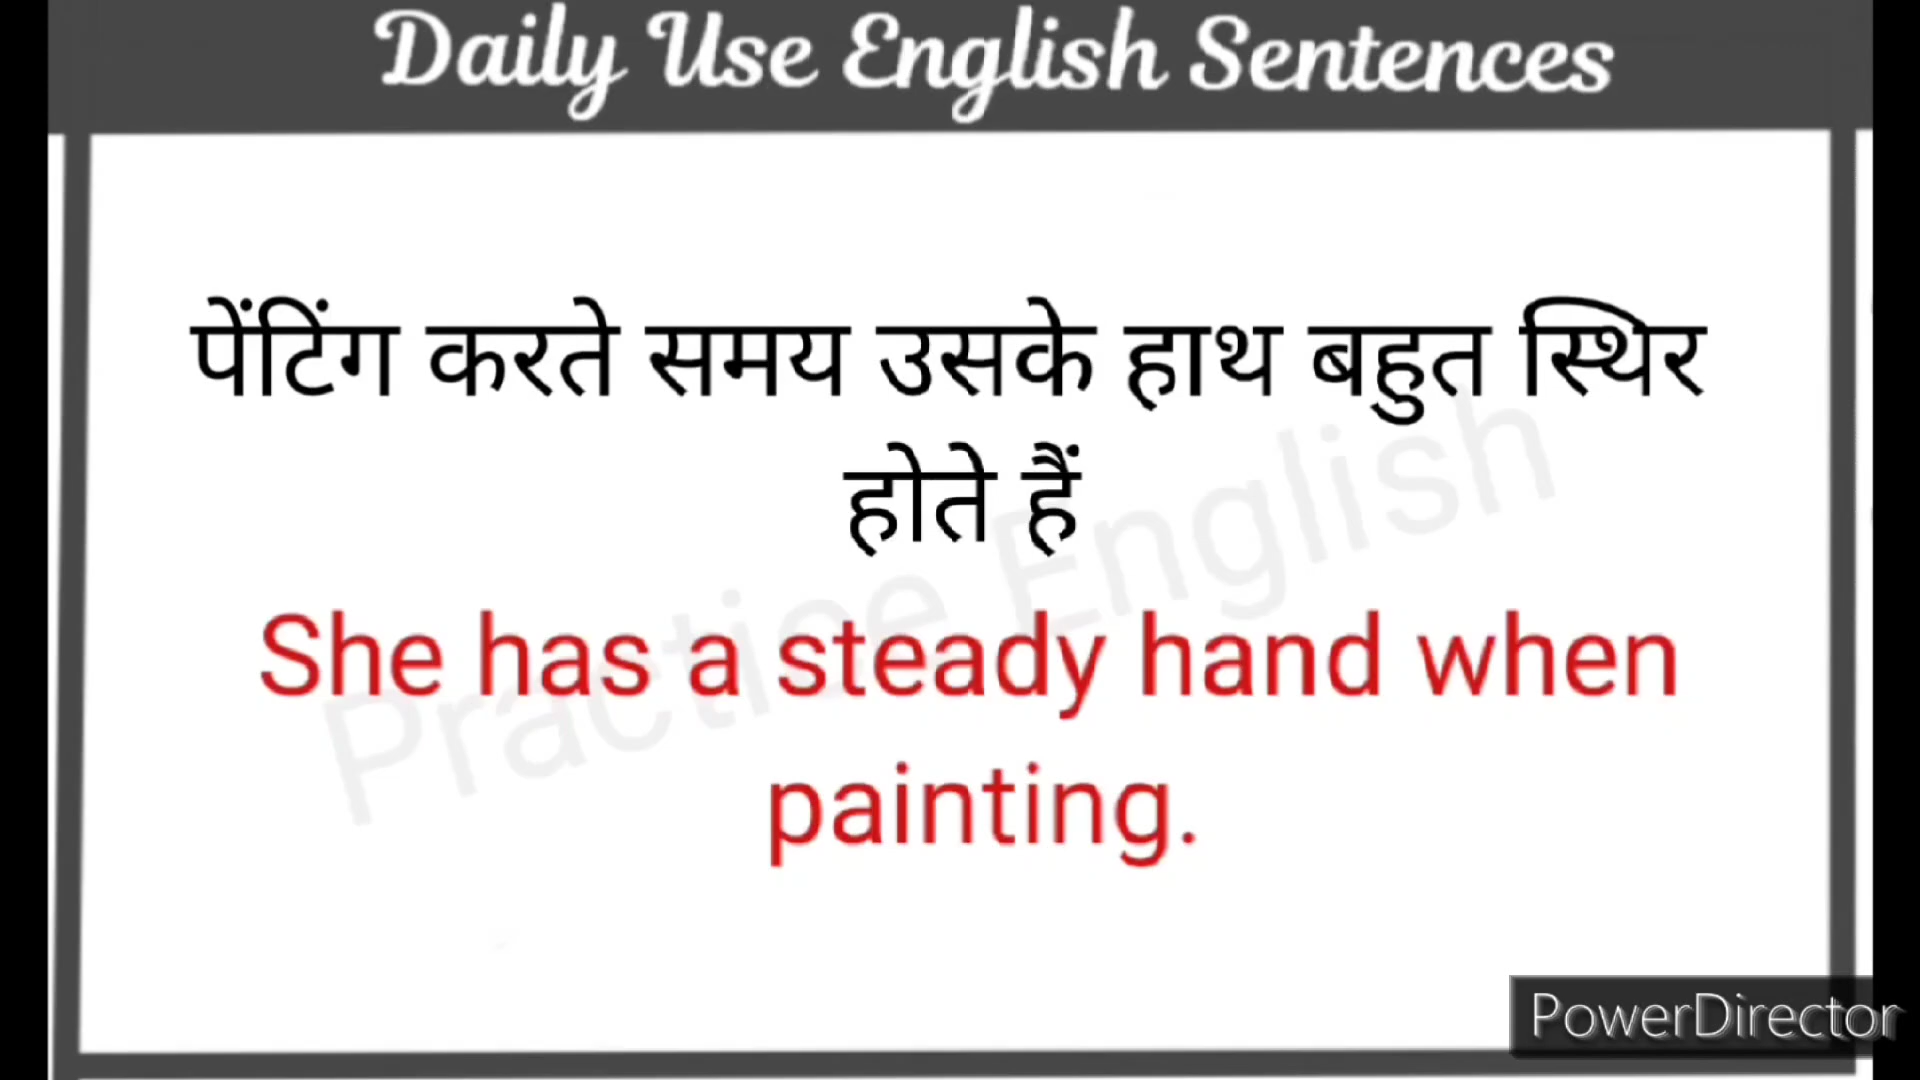 Daily Use English Sentences
पेंटिंग करते समय उसके हाथ बहुत स्थिर
होते हैं
She has a steady hand when
painting.
Practice English
PowerDirector